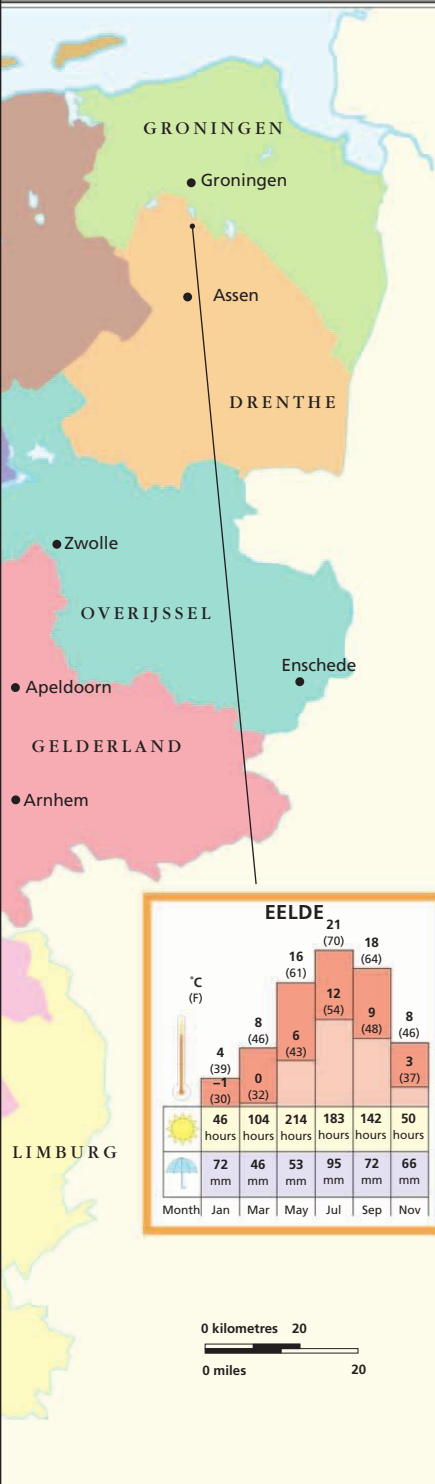 GRONINGEN
Groningen
Assen
DRENTHE
Zwolle
OVERIJSSEL
Enschede
Apeldoorn
GELDERLAND
Arnhem
LIMBURG
EELDE
°C
(F)
4
(39)
–1
(30)
8
(46)
0
(32)
16
(61)
6
(43)
21
(70)
12
(54)
18
(64)
9
(48)
8
(46)
3
(37)
46 104 214 183 142 50
hours hours hours hours hours hours
72 46 53 95 72 66
mm mm mm mm mm mm
Month Jan Mar May Jul Sep Nov
0 kilometres 20
0 miles 20